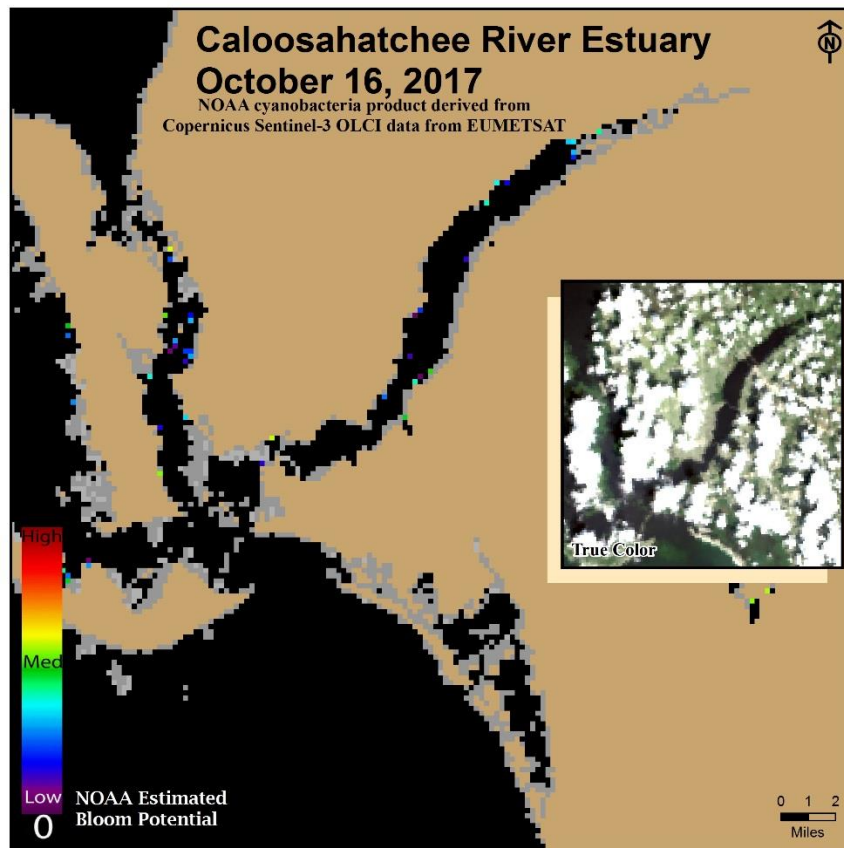 Caloosahatchee River Estuary
October 16, 2017
NOAA cyanobacteria product derived from
Copernicus Sentinel-3 OLCI data from EUMETSAT
N
True Color
High
Med
Low
0
NOAA Estimated
Bloom Potential
0 1 2
Miles